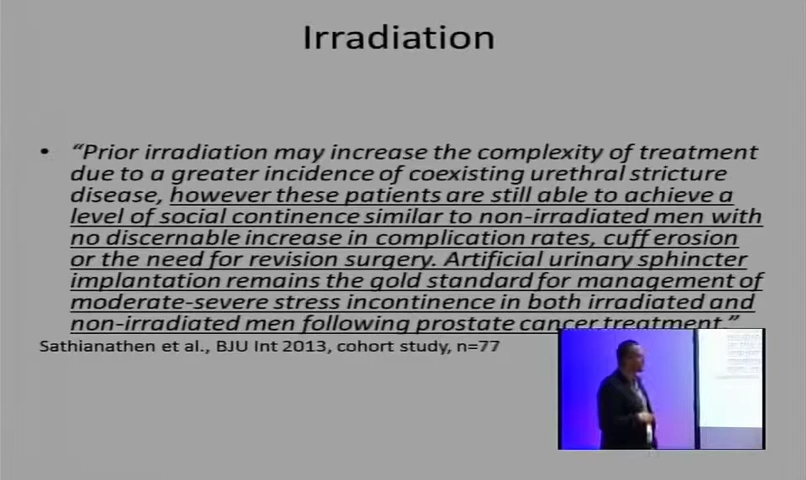 Irradiation
• “Prior irradiation may increase the complexity of treatment
due to a greater incidence of coexisting urethral stricture
disease, however these patients are still able to achieve a
level of social continence similar to non-irradiated men with
no discernable increase in complication rates, cuff erosion
or the need for revision surgery. Artificial urinary sphincter
implantation remains the gold standard for management of
moderate-severe stress incontinence in both irradiated and
non-irradiated men following prostate cancer treatment.”
Sathianathen et al., BJU Int 2013, cohort study, n=77